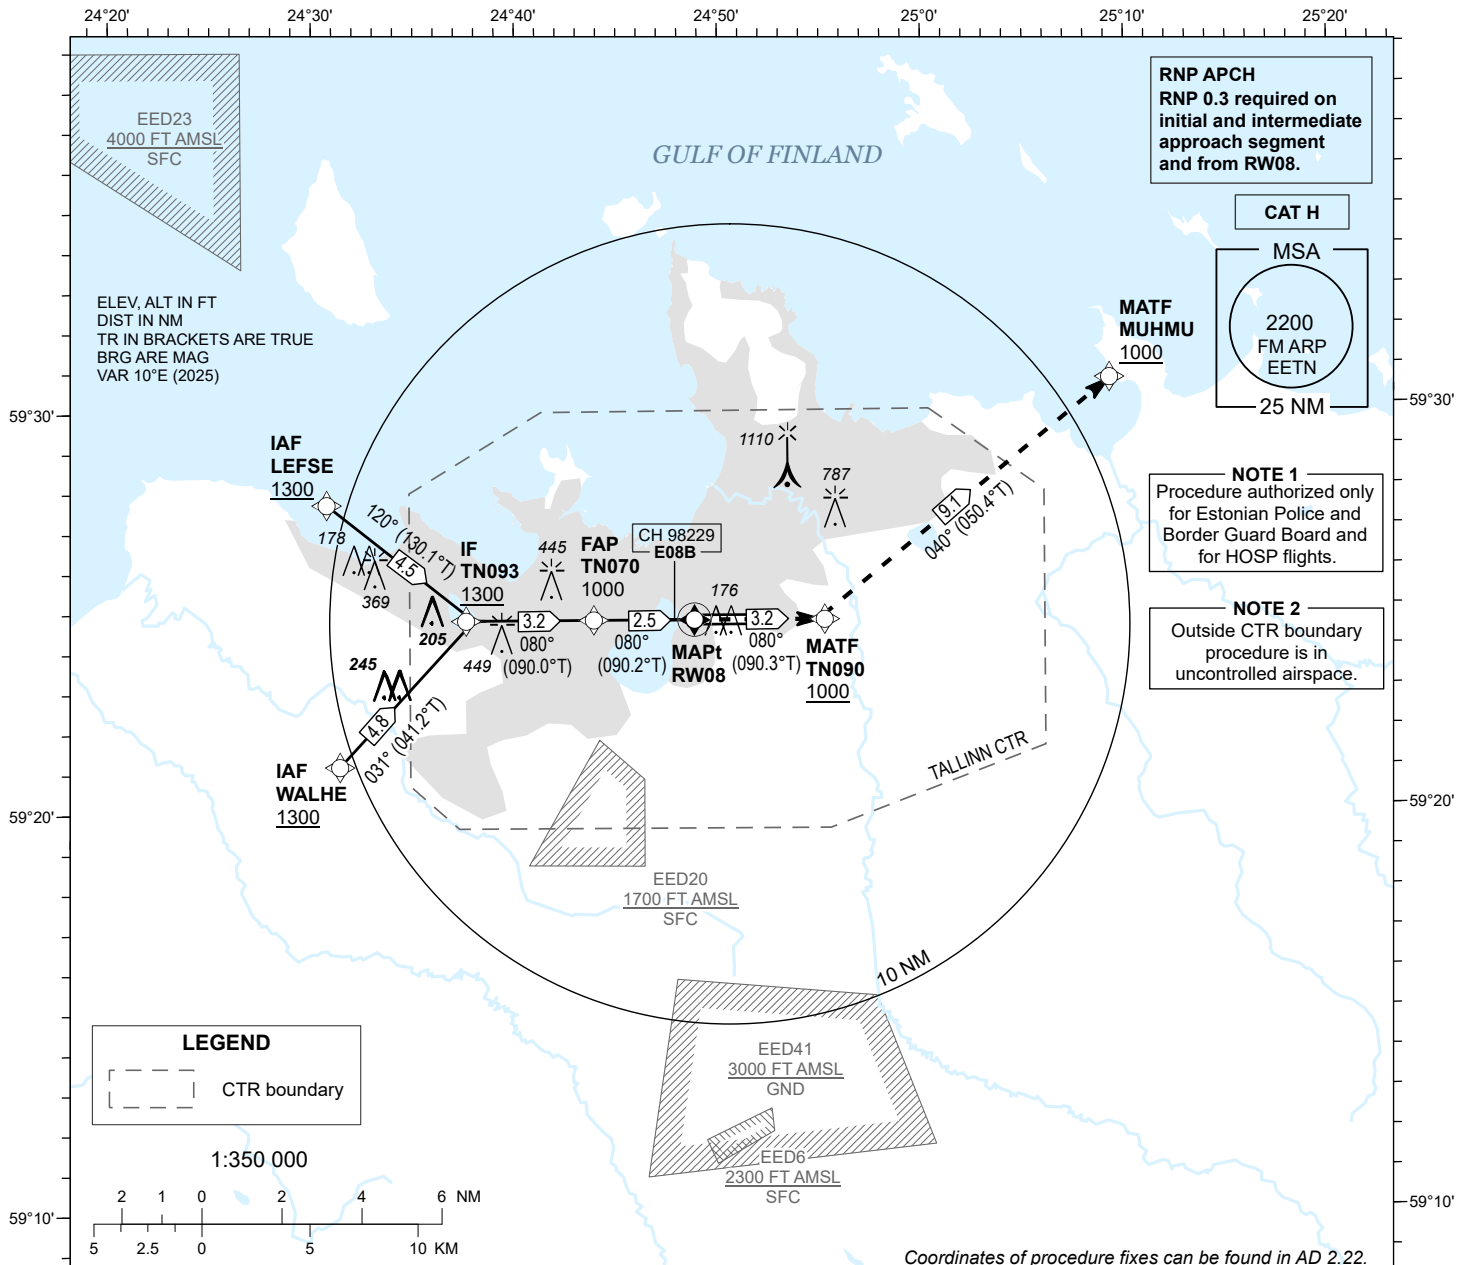 24°20'
24°30'
24°40'
24°50'
25°0'
25°10'
25°20'
RNP APCH
RNP 0.3 required on
initial and intermediate
approach segment
and from RW08.
EED23
4000 FT AMSL
SFC
GULF OF FINLAND
CAT H
MSA
2200
FM ARP
EETN
25 NM
ELEV, ALT IN FT
DIST IN NM
TR IN BRACKETS ARE TRUE
BRG ARE MAG
VAR 10°E (2025)
MATF
MUHMU
1000
59°30'
59°30'
IAF
LEFSE
1300
1110
787
NOTE 1
Procedure authorized only
for Estonian Police and
Border Guard Board and
for HOSP flights.
120° (130.1°T)
4.5
178
369
IF
TN093
1300
445
FAP
TN070
1000
CH 98229
E08B
9.1
040° (050.4°T)
176
205
449
3.2
080°
(090.0°T)
2.5
080°
(090.2°T)
MAPt
RW08
3.2
080°
(090.3°T)
MATF
TN090
1000
NOTE 2
Outside CTR boundary
procedure is in
uncontrolled airspace.
245
4.8
031° (041.2°T)
IAF
WALHE
1300
TALLINN CTR
59°20'
59°20'
EED20
1700 FT AMSL
SFC
10 NM
LEGEND
CTR boundary
EED41
3000 FT AMSL
GND
EED6
2300 FT AMSL
SFC
1:350 000
2 1 0 2 4 6 NM
5 2.5 0 5 10 KM
59°10'
59°10'
Coordinates of procedure fixes can be found in AD 2.22.